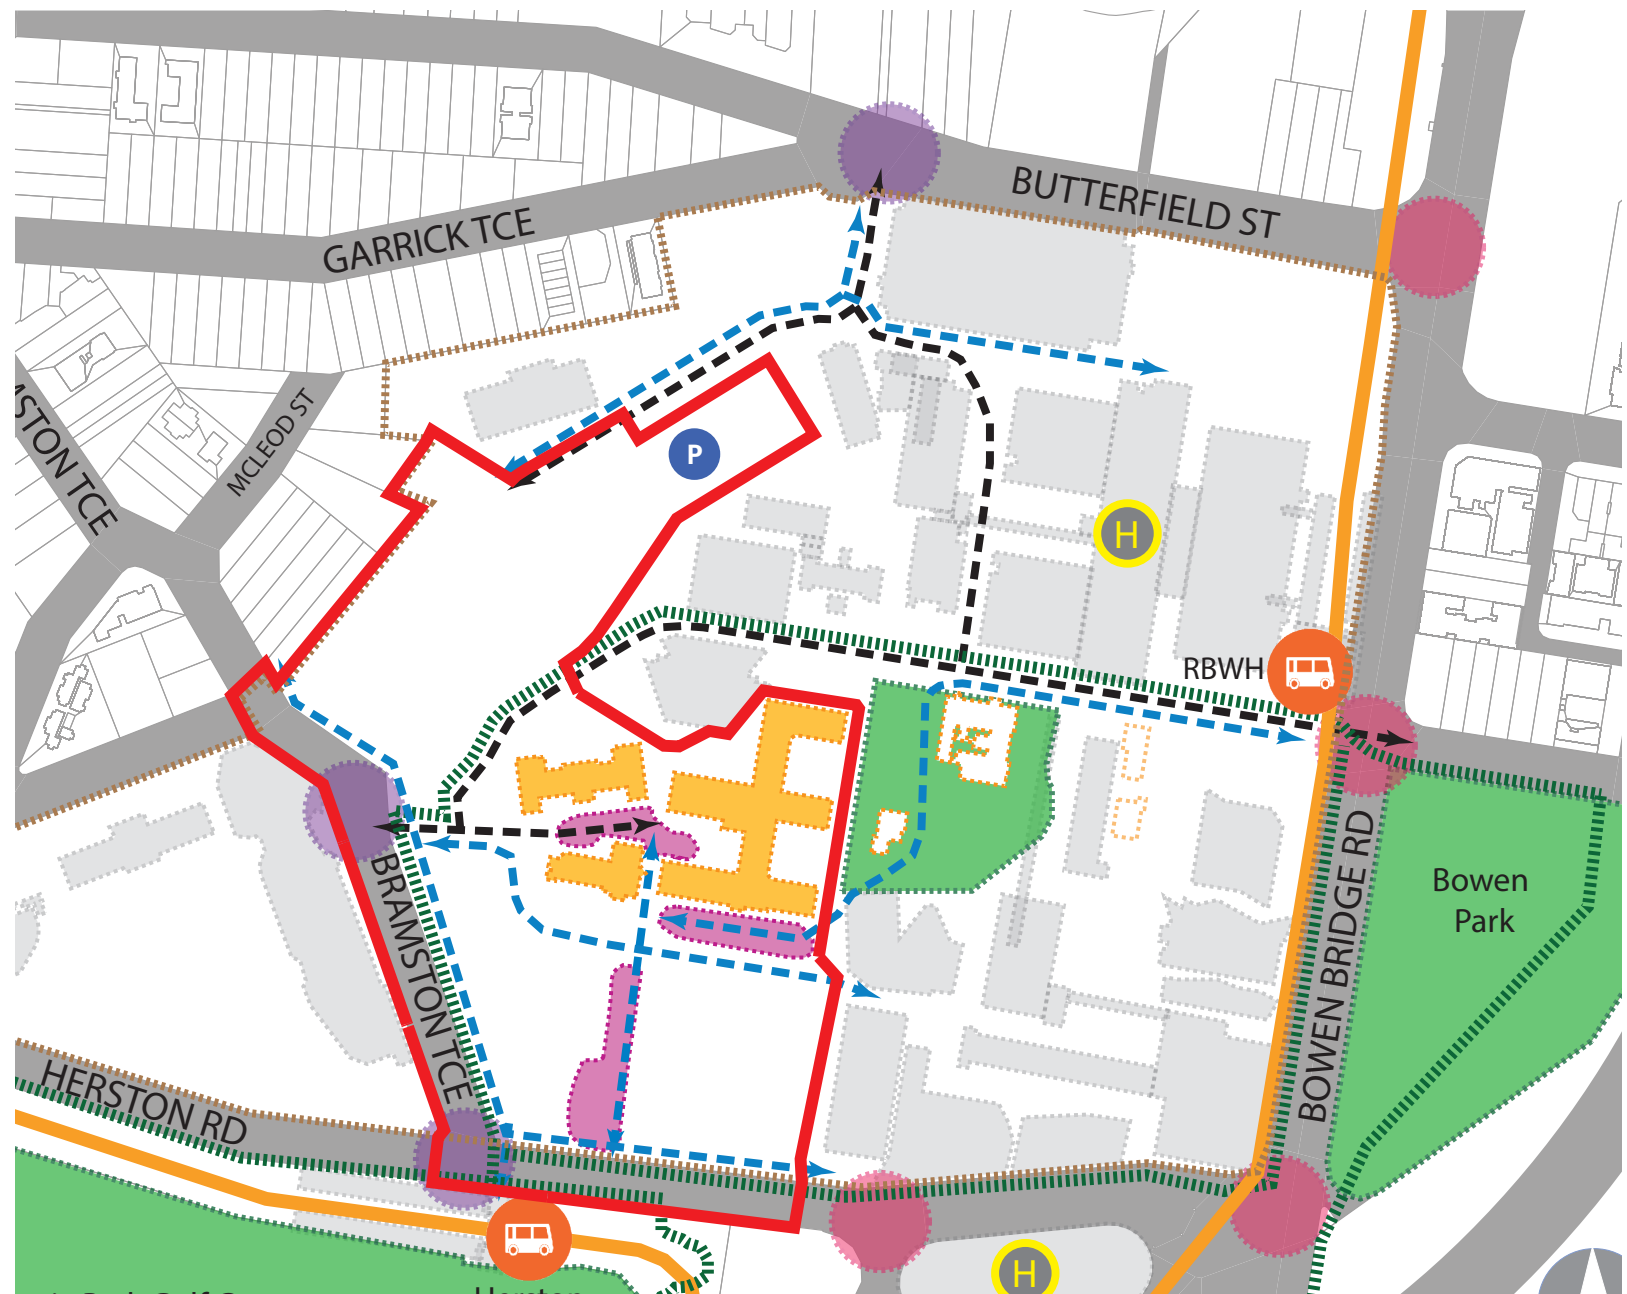 BUTTERFIELD ST
GARRICK TCE
MCLEOD ST
P
H
RBWH
Bowen
Park
BRAMSTON TCE
BOWEN BRIDGE RD
HERSTON RD
H